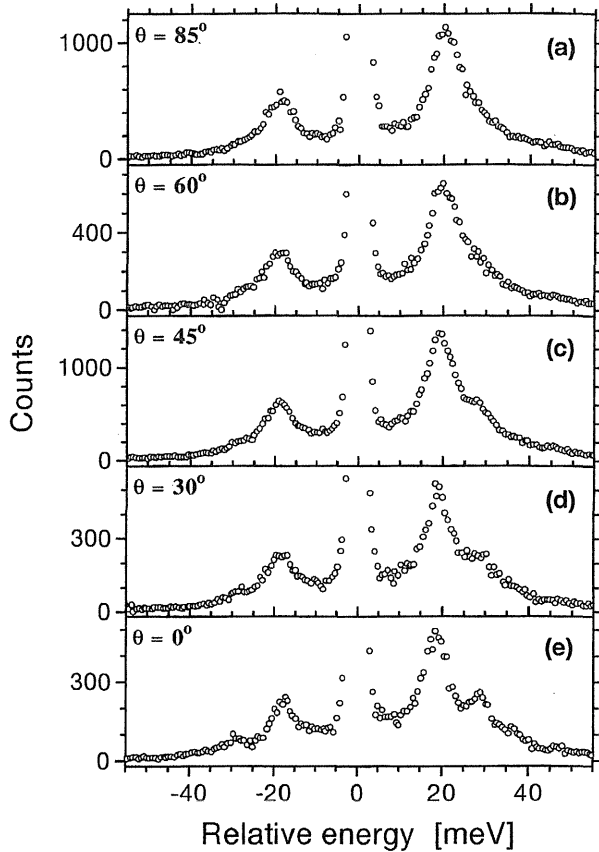 θ = 85°
(a)
1000
0
θ = 60°
(b)
400
0
θ = 45°
(c)
1000
0
θ = 30°
(d)
300
0
θ = 0°
(e)
300
0
Counts
-40 -20 0 20 40
Relative energy [meV]